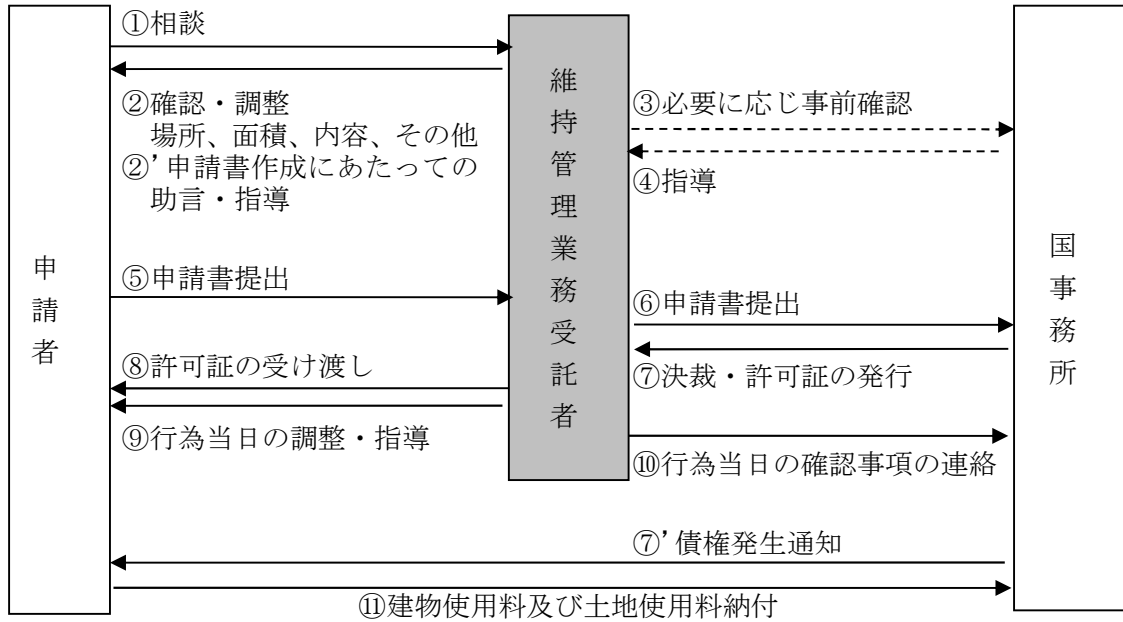 ①相談
②確認・調整
場所、面積、内容、その他
②’申請書作成にあたっての
助言・指導
③必要に応じ事前確認
④指導
申請者
維持管理業務受託者
国事務所
⑤申請書提出
⑥申請書提出
⑦決裁・許可証の発行
⑧許可証の受け渡し
⑨行為当日の調整・指導
⑩行為当日の確認事項の連絡
⑦’債権発生通知
⑪建物使用料及び土地使用料納付